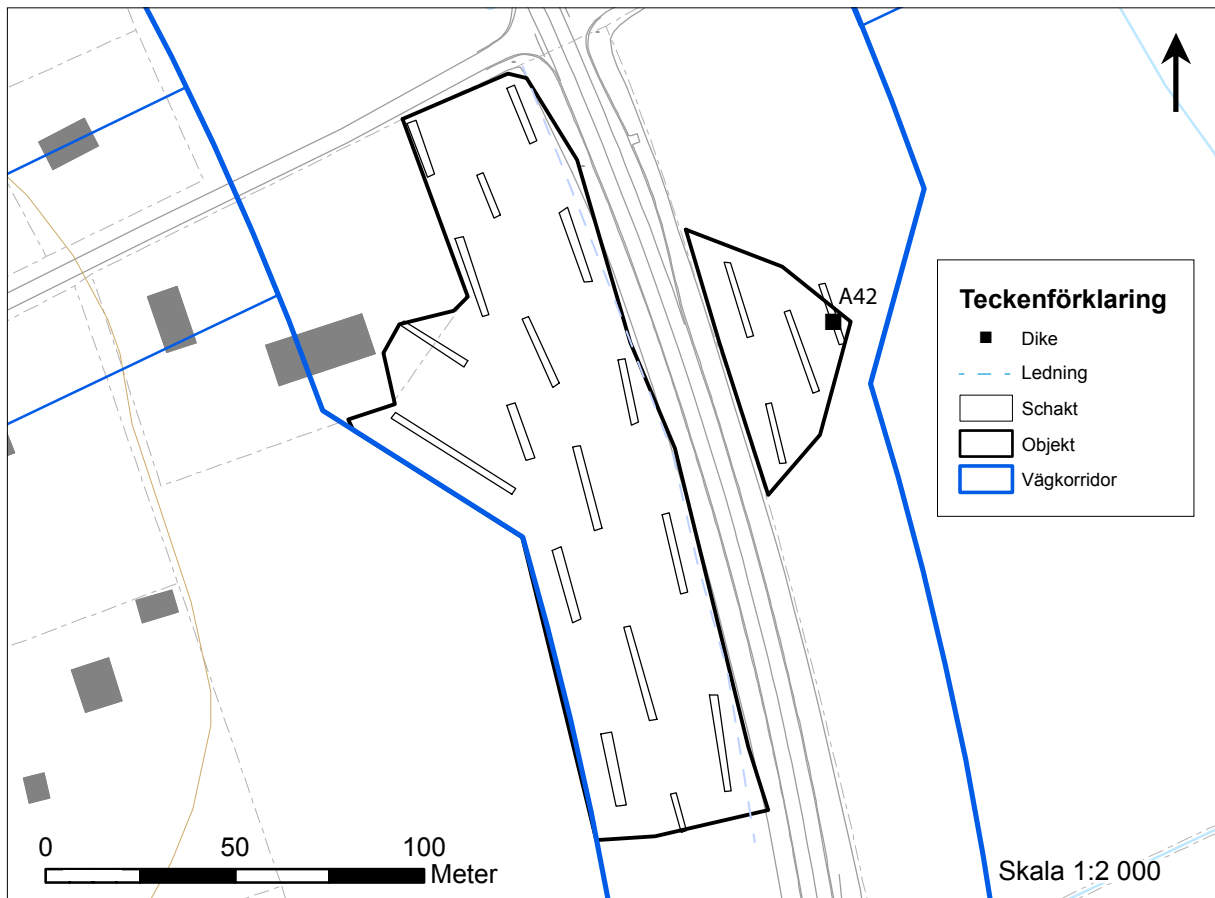 A42
Teckenförklaring
Dike
Ledning
Schakt
Objekt
Vägkorridor
0 50 100
Meter
Skala 1:2 000